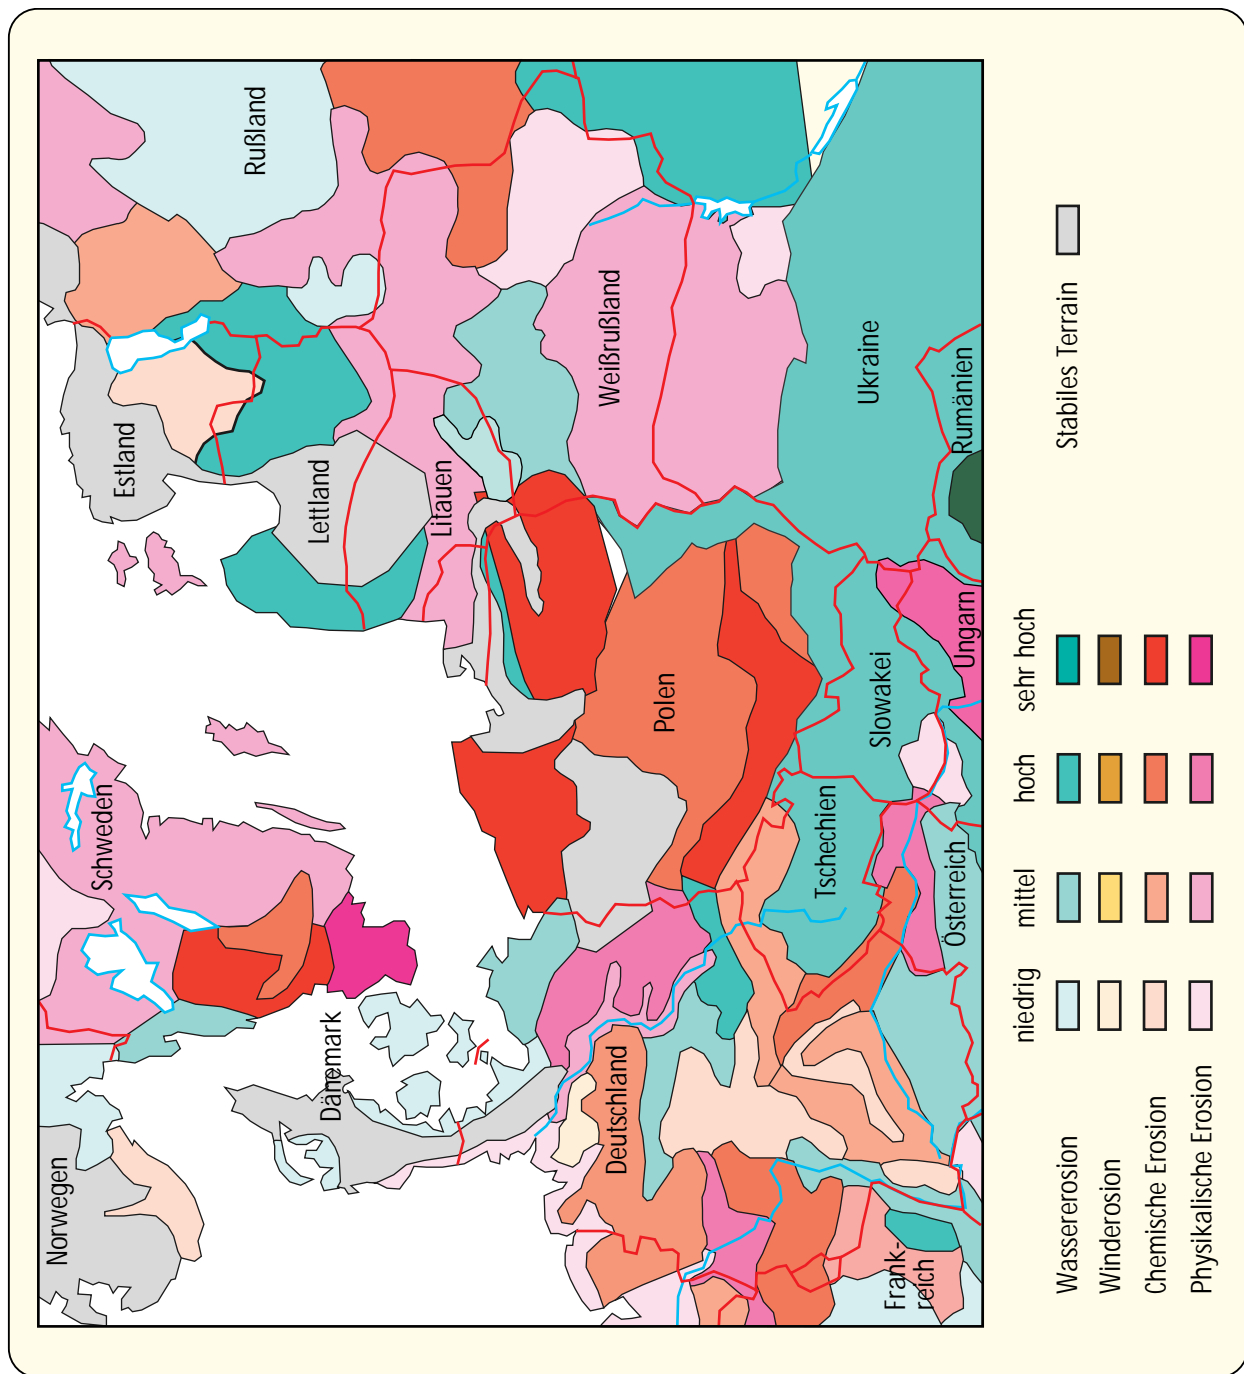 Norwegen
Schweden
Estland
Rußland
Dänemark
Lettland
Litauen
Deutschland
Polen
Weißrußland
Tschechien
Slowakei
Ukraine
Frank-
reich
Österreich
Ungarn
Rumänien
niedrig
mittel
hoch
sehr hoch
Stabiles Terrain
Wassererosion
Winderosion
Chemische Erosion
Physikalische Erosion